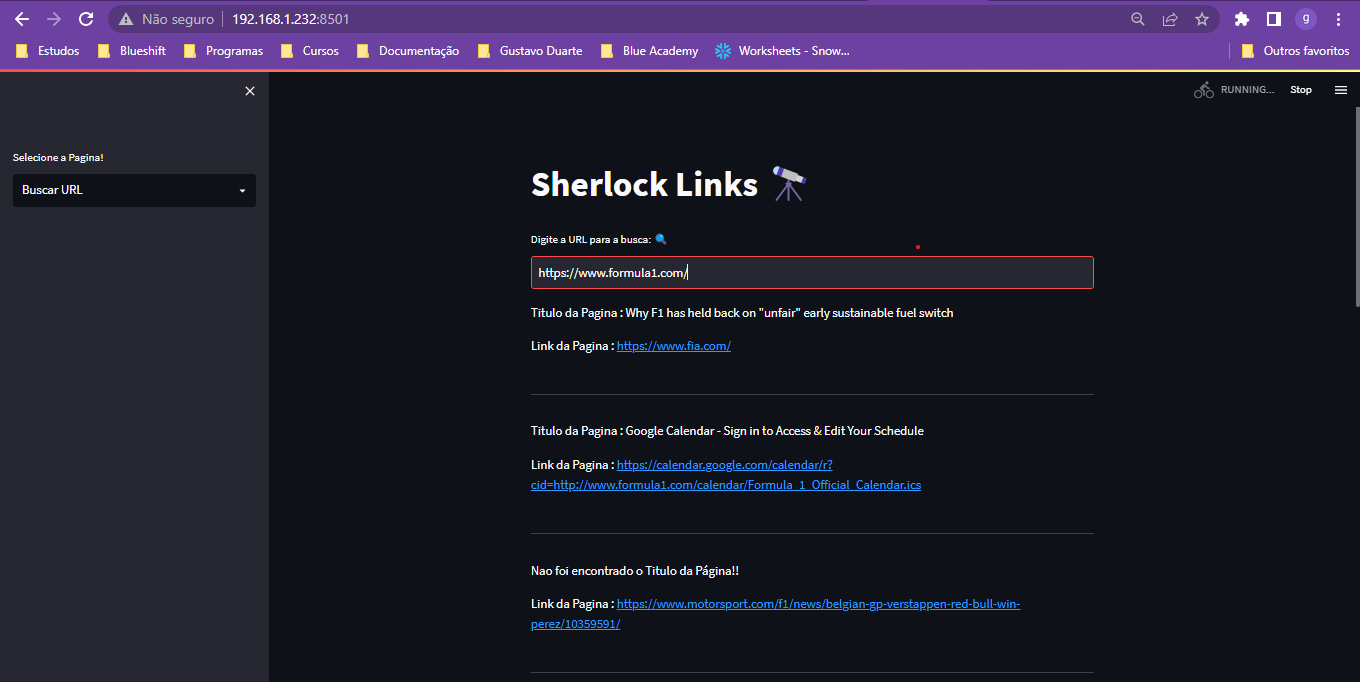 Não seguro
192.168.1.232:8501
g
Estudos Blueshift Programas Cursos Documentação Gustavo Duarte Blue Academy Worksheets - Snow... Outros favoritos
RUNNING... Stop
Selecione a Pagina!
Buscar URL
Sherlock Links
Digite a URL para a busca:
https://www.formula1.com/
Titulo da Pagina : Why F1 has held back on "unfair" early sustainable fuel switch
Link da Pagina : https://www.fia.com/
Titulo da Pagina : Google Calendar - Sign in to Access & Edit Your Schedule
Link da Pagina : https://calendar.google.com/calendar/r?
cid=http://www.formula1.com/calendar/Formula_1_Official_Calendar.ics
Nao foi encontrado o Titulo da Página!!
Link da Pagina : https://www.motorsport.com/f1/news/belgian-gp-verstappen-red-bull-win-
perez/10359591/